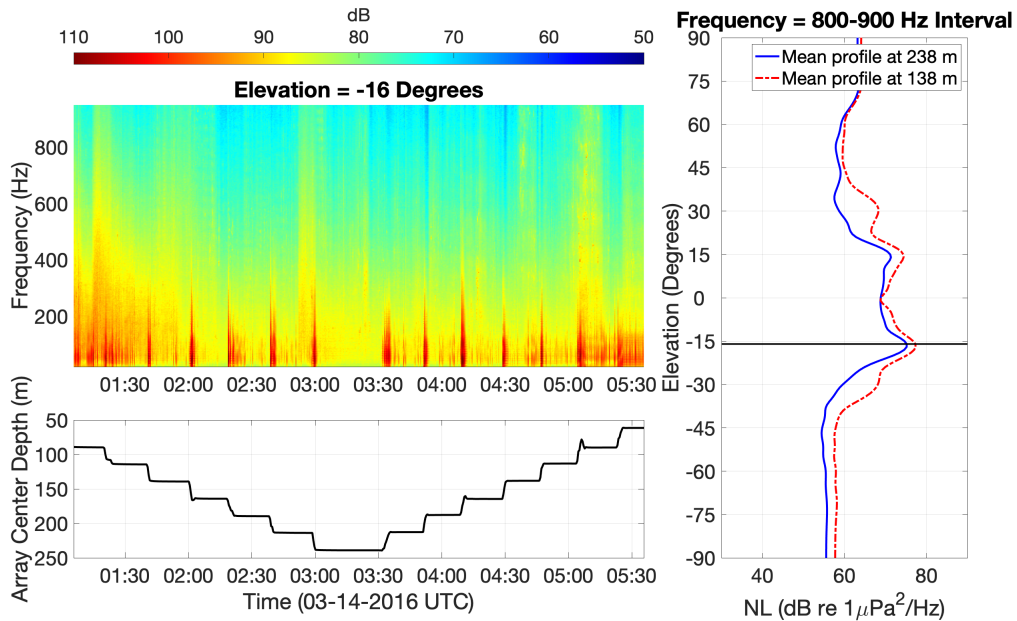 dB
110 100 90 80 70 60 50
Elevation = -16 Degrees
Frequency (Hz)
800
600
400
200
01:30 02:00 02:30 03:00 03:30 04:00 04:30 05:00 05:30
Array Center Depth (m)
50
100
150
200
250
01:30 02:00 02:30 03:00 03:30 04:00 04:30 05:00 05:30
Time (03-14-2016 UTC)
Frequency = 800-900 Hz Interval
Mean profile at 238 m
Mean profile at 138 m
Elevation (Degrees)
90
75
60
45
30
15
0
-15
-30
-45
-60
-75
-90
40 60 80
NL (dB re 1μPa²/Hz)